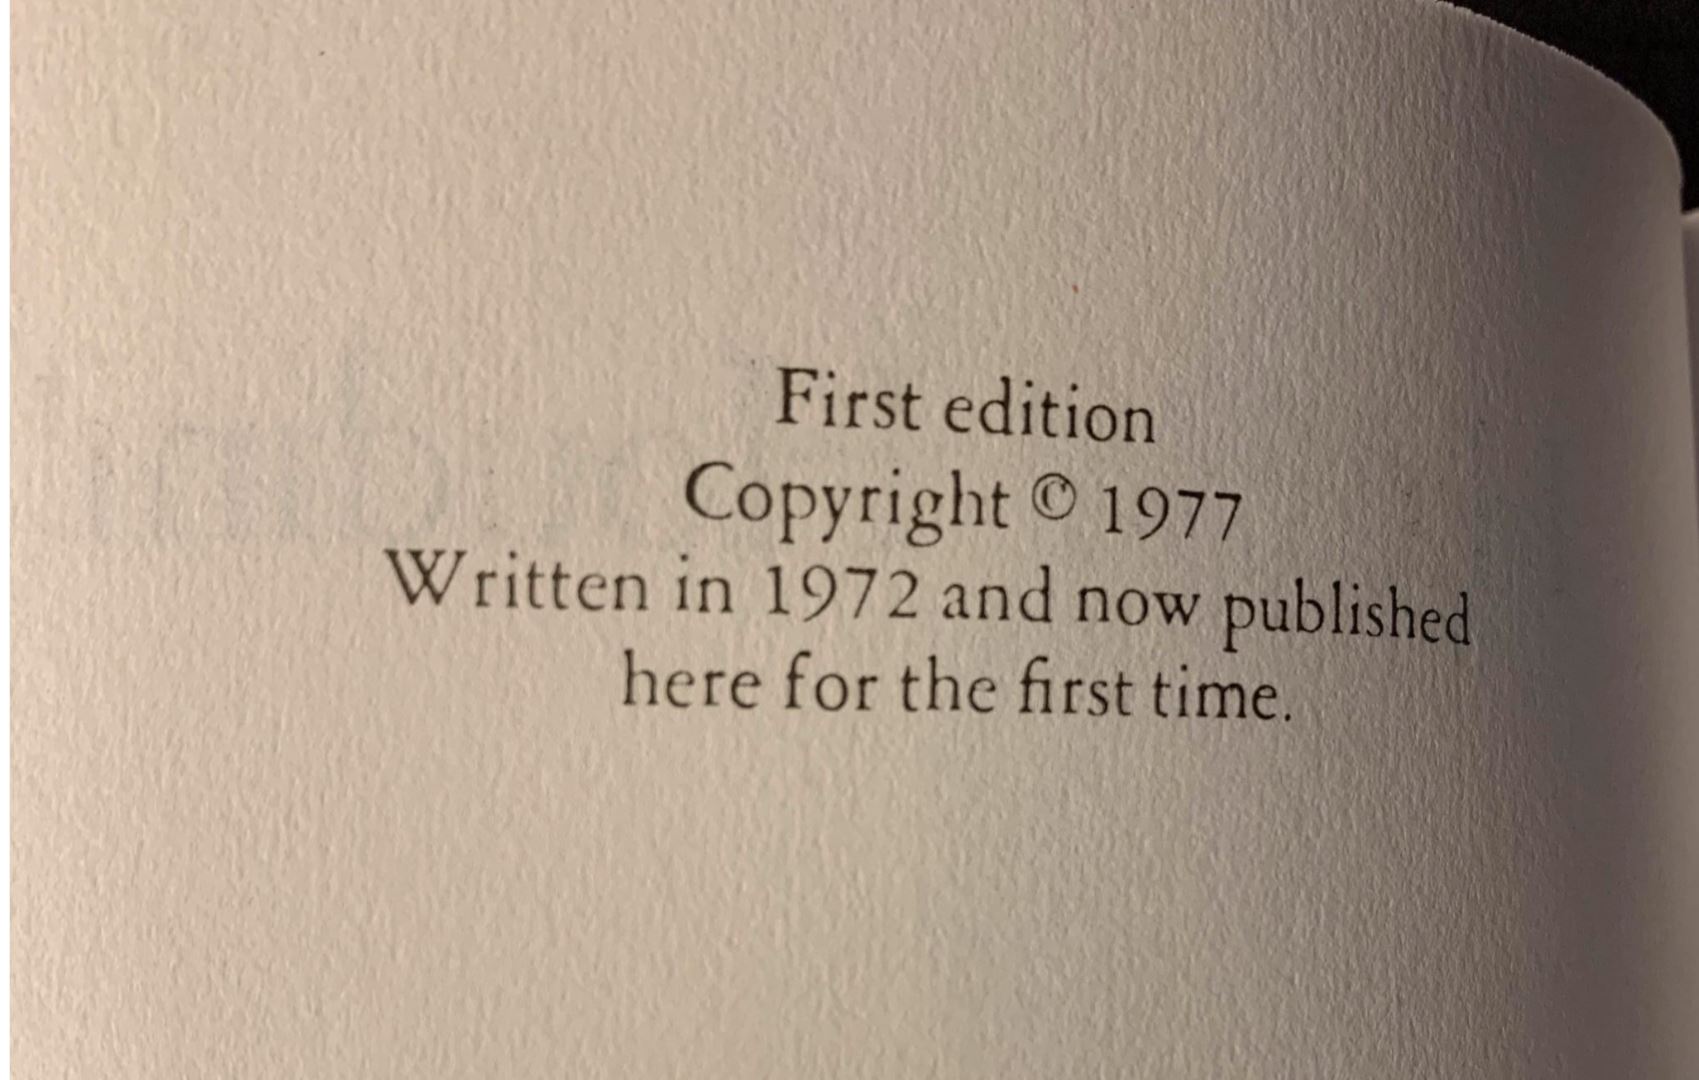 First edition
Copyright © 1977
Written in 1972 and now published
here for the first time.